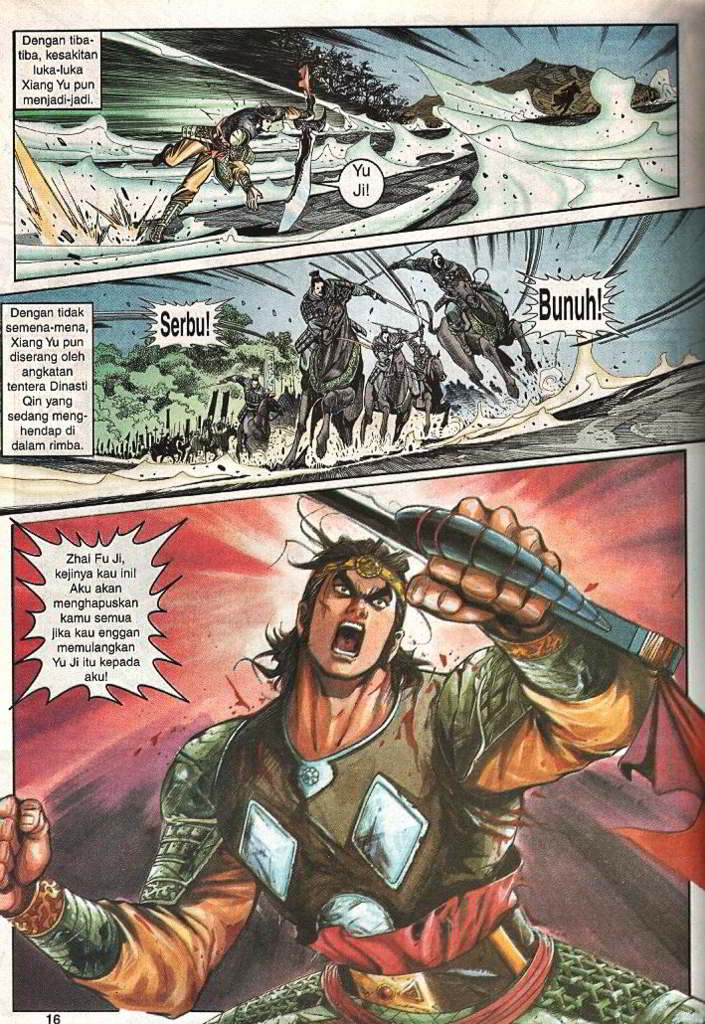 Dengan tiba-
tiba, kesakitan
luka-luka
Xiang Yu pun
menjadi-jadi.
Yu
Ji!
Dengan tidak
semena-mena,
Xiang Yu pun
diserang oleh
angkatan
tentera Dinasti
Qin yang
sedang meng-
hendap di
dalam rimba.
Serbu!
Bunuh!
Zhai Fu Ji,
kejinya kau ini!
Aku akan
menghapuskan
kamu semua
jika kau enggan
memulangkan
Yu Ji itu kepada
aku!
16